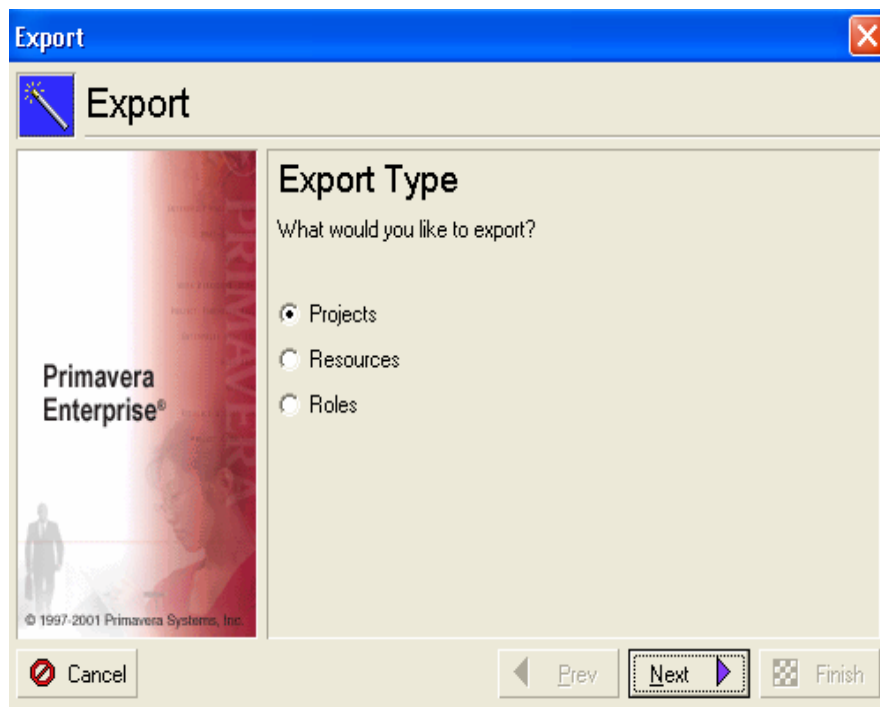 Export
Export
Export Type
What would you like to export?
Projects
Resources
Roles
PRIMAVERA
Primavera
Enterprise®
© 1997-2001 Primavera Systems, Inc.
Cancel
Prev
Next
Finish